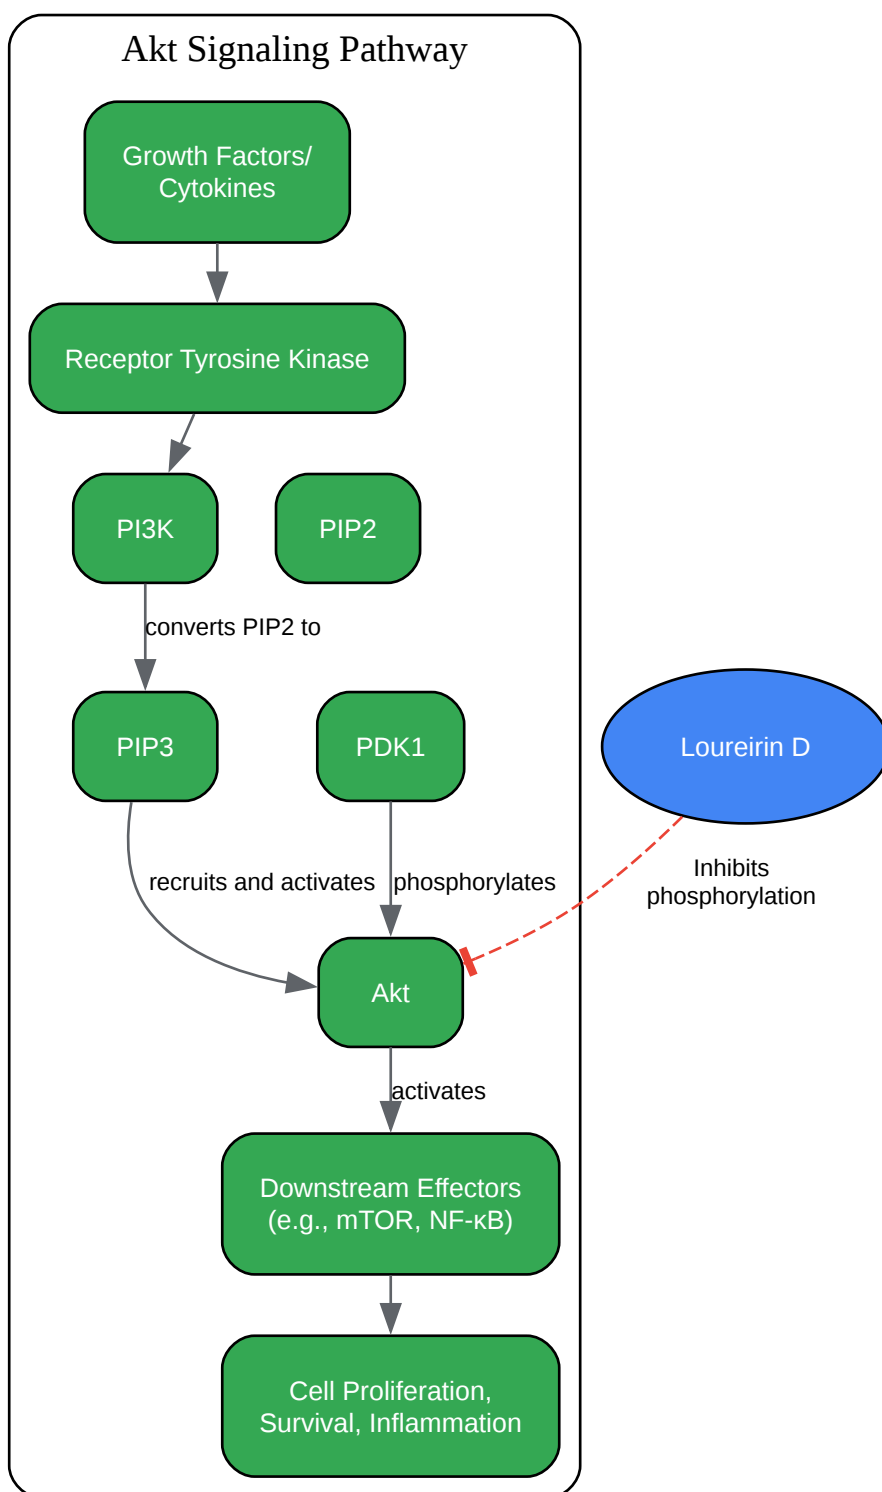 Akt Signaling Pathway
Growth Factors/
Cytokines
Receptor Tyrosine Kinase
PI3K
PIP2
converts PIP2 to
PIP3
PDK1
Loureirin D
recruits and activates
phosphorylates
Inhibits
phosphorylation
Akt
activates
Downstream Effectors
(e.g., mTOR, NF-κB)
Cell Proliferation,
Survival, Inflammation